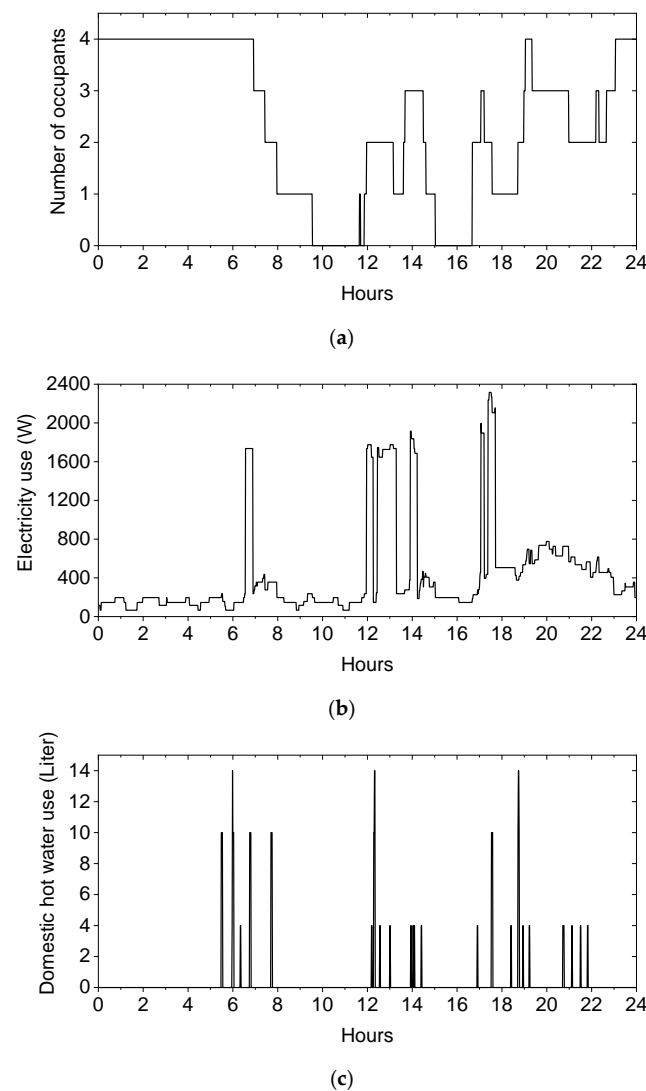 Number of occupants
4
3
2
1
0
0 2 4 6 8 10 12 14 16 18 20 22 24
Hours
(a)
Electricity use (W)
2400
2000
1600
1200
800
400
0
0 2 4 6 8 10 12 14 16 18 20 22 24
Hours
(b)
Domestic hot water use (Liter)
14
12
10
8
6
4
2
0
0 2 4 6 8 10 12 14 16 18 20 22 24
Hours
(c)